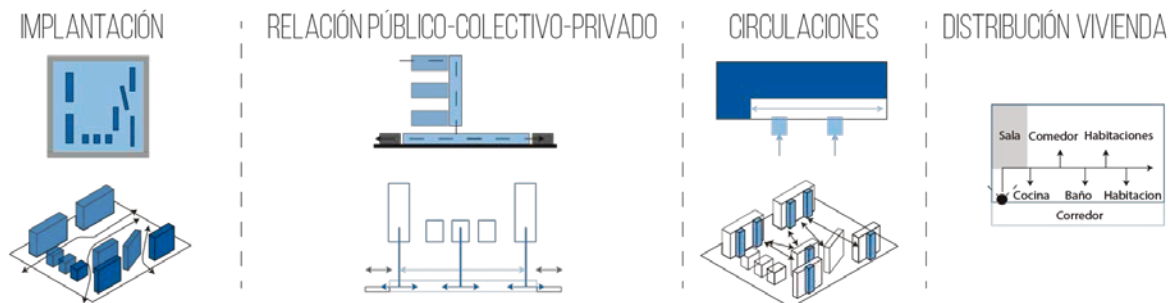 IMPLANTACIÓN
RELACIÓN PÚBLICO-COLECTIVO-PRIVADO
CIRCULACIONES
DISTRIBUCIÓN VIVIENDA
Sala Comedor Habitaciones
Cocina Baño Habitacion
Corredor